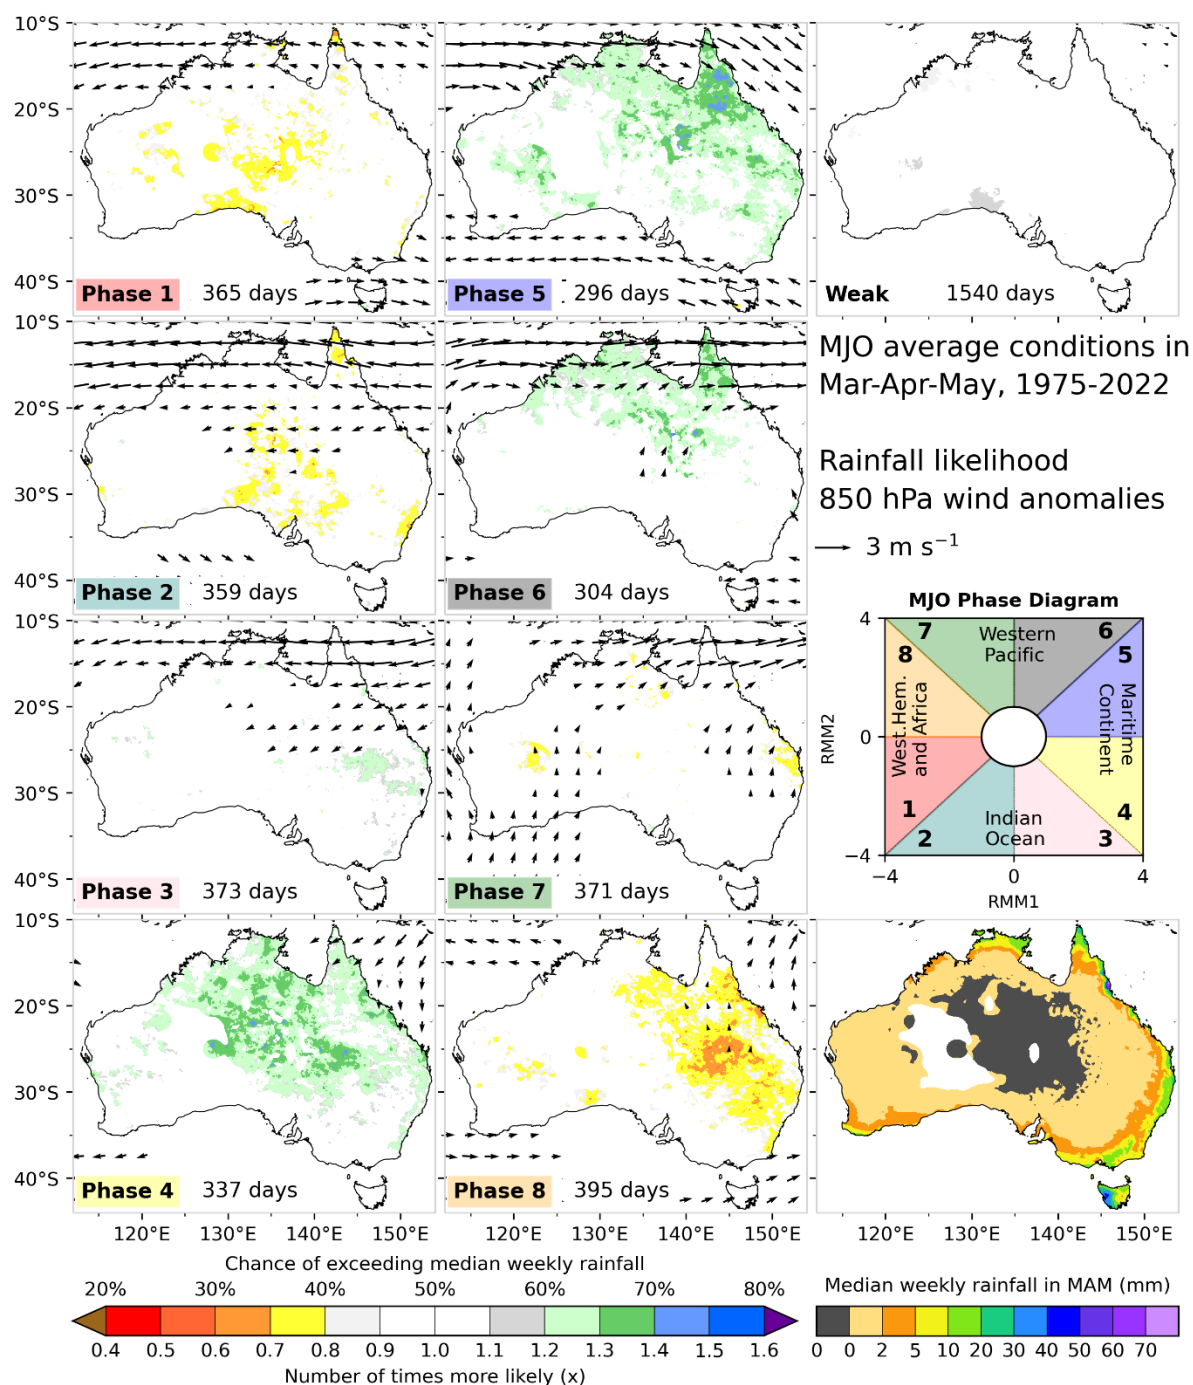 10°S
20°S
30°S
40°S
Phase 1 365 days
Phase 5 296 days
Weak 1540 days
10°S
20°S
30°S
40°S
Phase 2 359 days
Phase 6 304 days
MJO average conditions in
Mar-Apr-May, 1975-2022
Rainfall likelihood
850 hPa wind anomalies
3 m s⁻¹
10°S
20°S
30°S
40°S
Phase 3 373 days
Phase 7 371 days
MJO Phase Diagram
4
0
−4
RMM2
7
Western
Pacific
6
8
5
West.Hem.
and Africa
Maritime
Continent
1
4
2
Indian
Ocean
3
−4 0 4
RMM1
10°S
20°S
30°S
40°S
Phase 4 337 days
Phase 8 395 days
120°E 130°E 140°E 150°E
120°E 130°E 140°E 150°E
120°E 130°E 140°E 150°E
Chance of exceeding median weekly rainfall
20% 30% 40% 50% 60% 70% 80%
0.4 0.5 0.6 0.7 0.8 0.9 1.0 1.1 1.2 1.3 1.4 1.5 1.6
Number of times more likely (x)
Median weekly rainfall in MAM (mm)
0 0 2 5 10 20 30 40 50 60 70